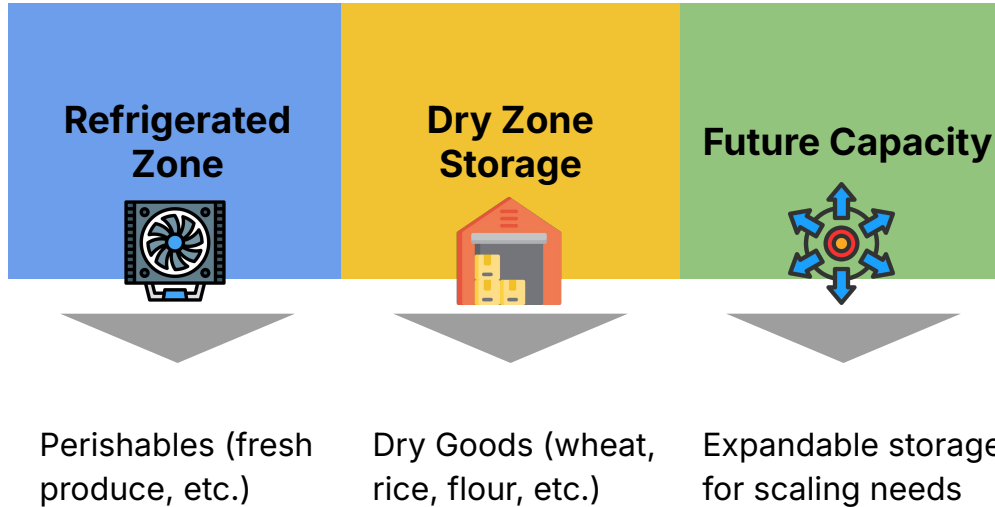 Refrigerated
Zone
Dry Zone
Storage
Future Capacity
Perishables (fresh
produce, etc.)
Dry Goods (wheat,
rice, flour, etc.)
Expandable storage
for scaling needs